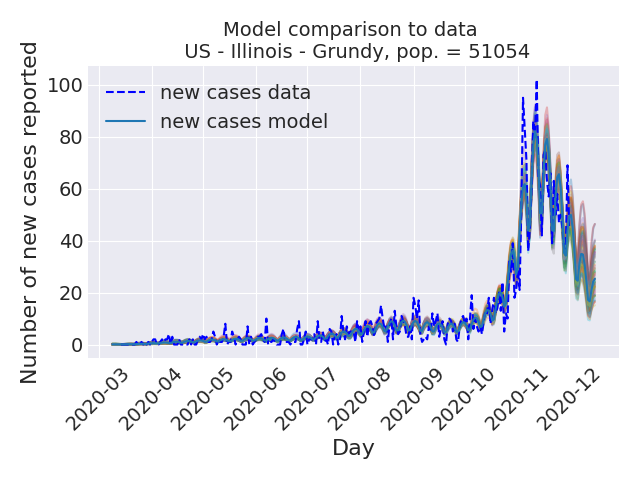 Model comparison to data
US - Illinois - Grundy, pop. = 51054
Number of new cases reported
100
80
60
40
20
0
new cases data
new cases model
2020-03
2020-04
2020-05
2020-06
2020-07
2020-08
2020-09
2020-10
2020-11
2020-12
Day